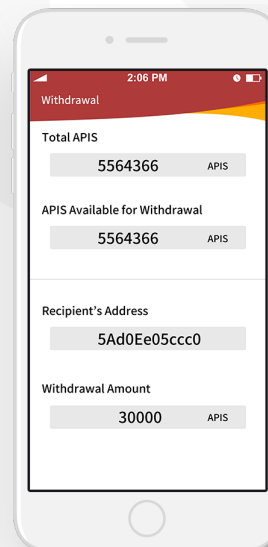 2:06 PM
Withdrawal
Total APIS
5564366 APIS
APIS Available for Withdrawal
5564366 APIS
Recipient's Address
5Ad0Ee05ccc0
Withdrawal Amount
30000 APIS